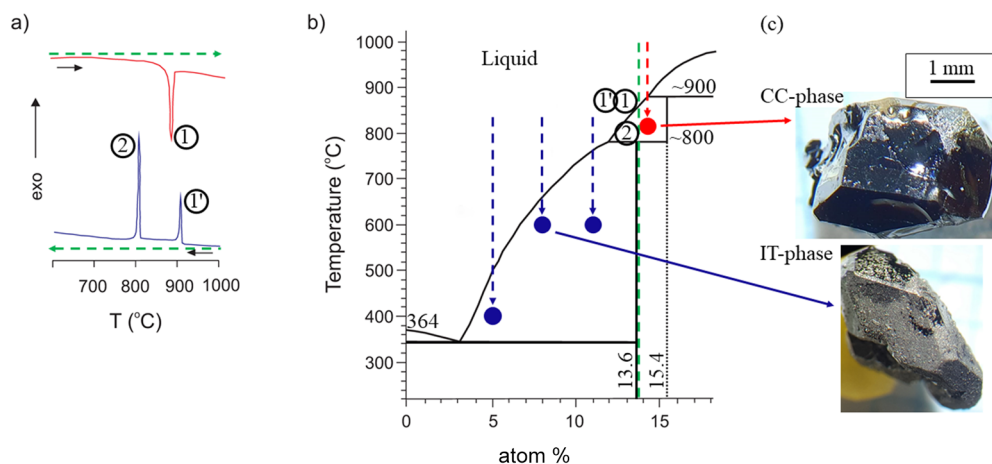 a)
exo
2
1
1'
700 800 900 1000
T (°C)
b)
Temperature (°C)
1000
900
800
700
600
500
400
300
Liquid
1' 1
2
~900
~800
364
13.6
15.4
0 5 10 15
atom %
(c)
1 mm
CC-phase
IT-phase